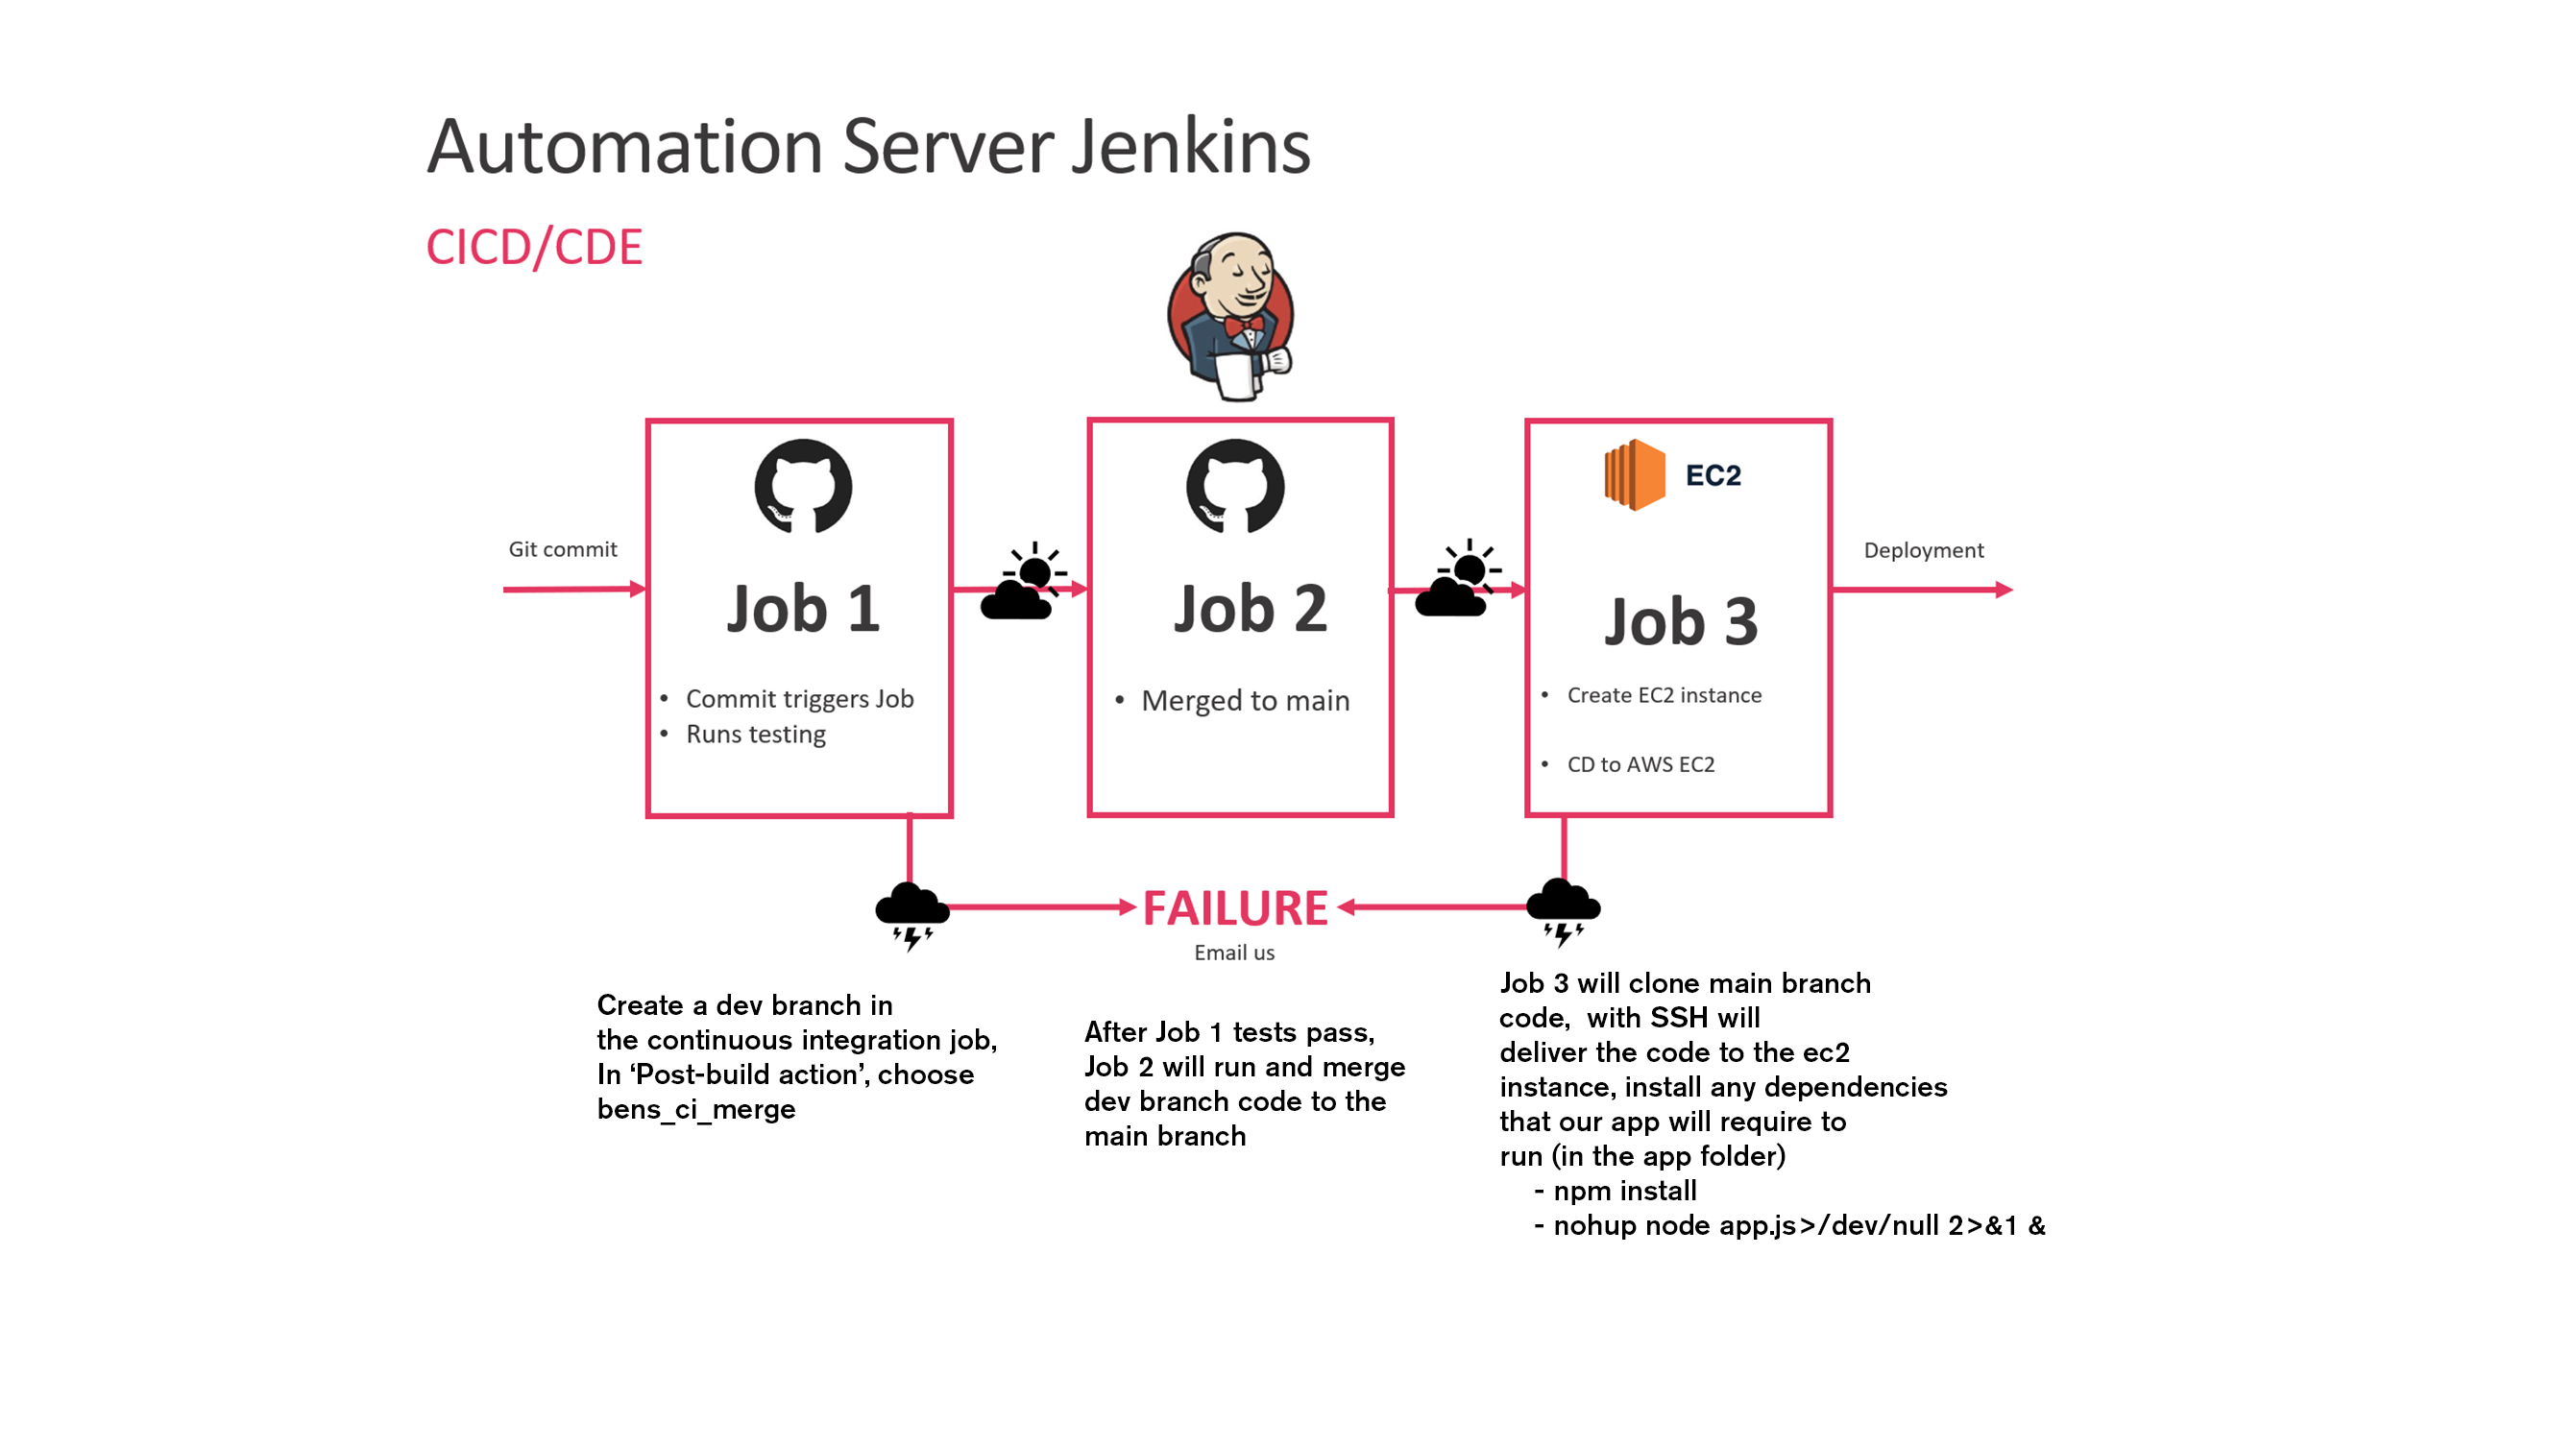 Automation Server Jenkins
CICD/CDE
Git commit
Job 1
• Commit triggers Job
• Runs testing
Job 2
• Merged to main
EC2
Job 3
• Create EC2 instance
• CD to AWS EC2
Deployment
FAILURE
Email us
Create a dev branch in
the continuous integration job,
In ‘Post-build action’, choose
bens_ci_merge
After Job 1 tests pass,
Job 2 will run and merge
dev branch code to the
main branch
Job 3 will clone main branch
code,  with SSH will
deliver the code to the ec2
instance, install any dependencies
that our app will require to
run (in the app folder)
- npm install
- nohup node app.js>/dev/null 2>&1 &